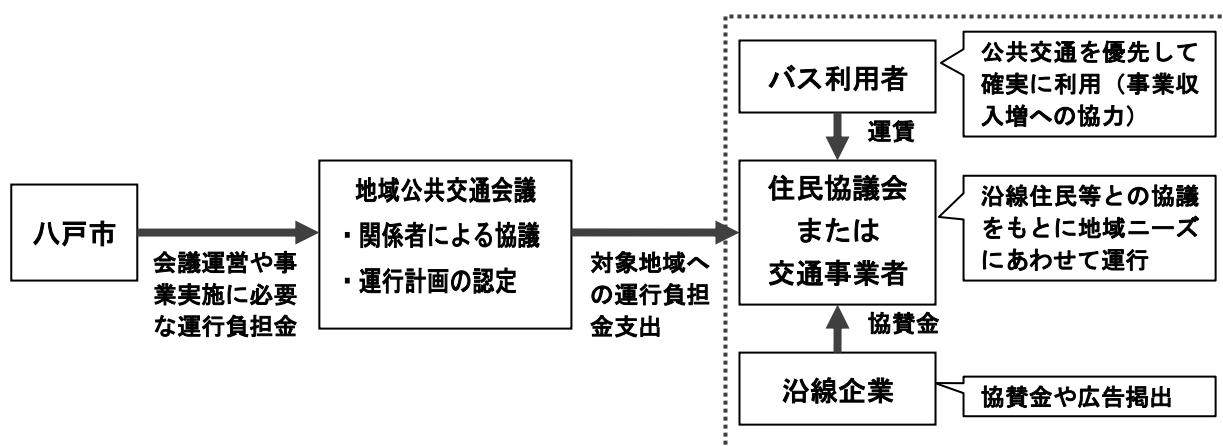 八戸市
会議運営や事
業実施に必要
な運行負担金
地域公共交通会議
・関係者による協議
・運行計画の認定
対象地域へ
の運行負担
金支出
バス利用者
公共交通を優先して
確実に利用（事業収
入増への協力）
運賃
住民協議会
または
交通事業者
沿線住民等との協議
をもとに地域ニーズ
にあわせて運行
協賛金
沿線企業
協賛金や広告掲出